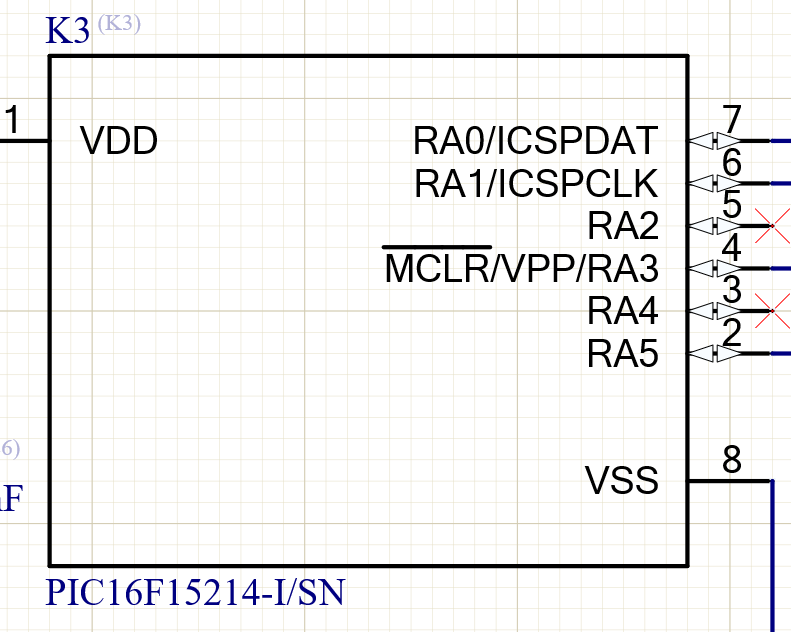 K3 (K3)
1 VDD RA0/ICSPDAT 7
RA1/ICSPCLK 6
RA2 5
MCLR/VPP/RA3 4
RA4 3
RA5 2
6)
VSS 8
F
PIC16F15214-I/SN